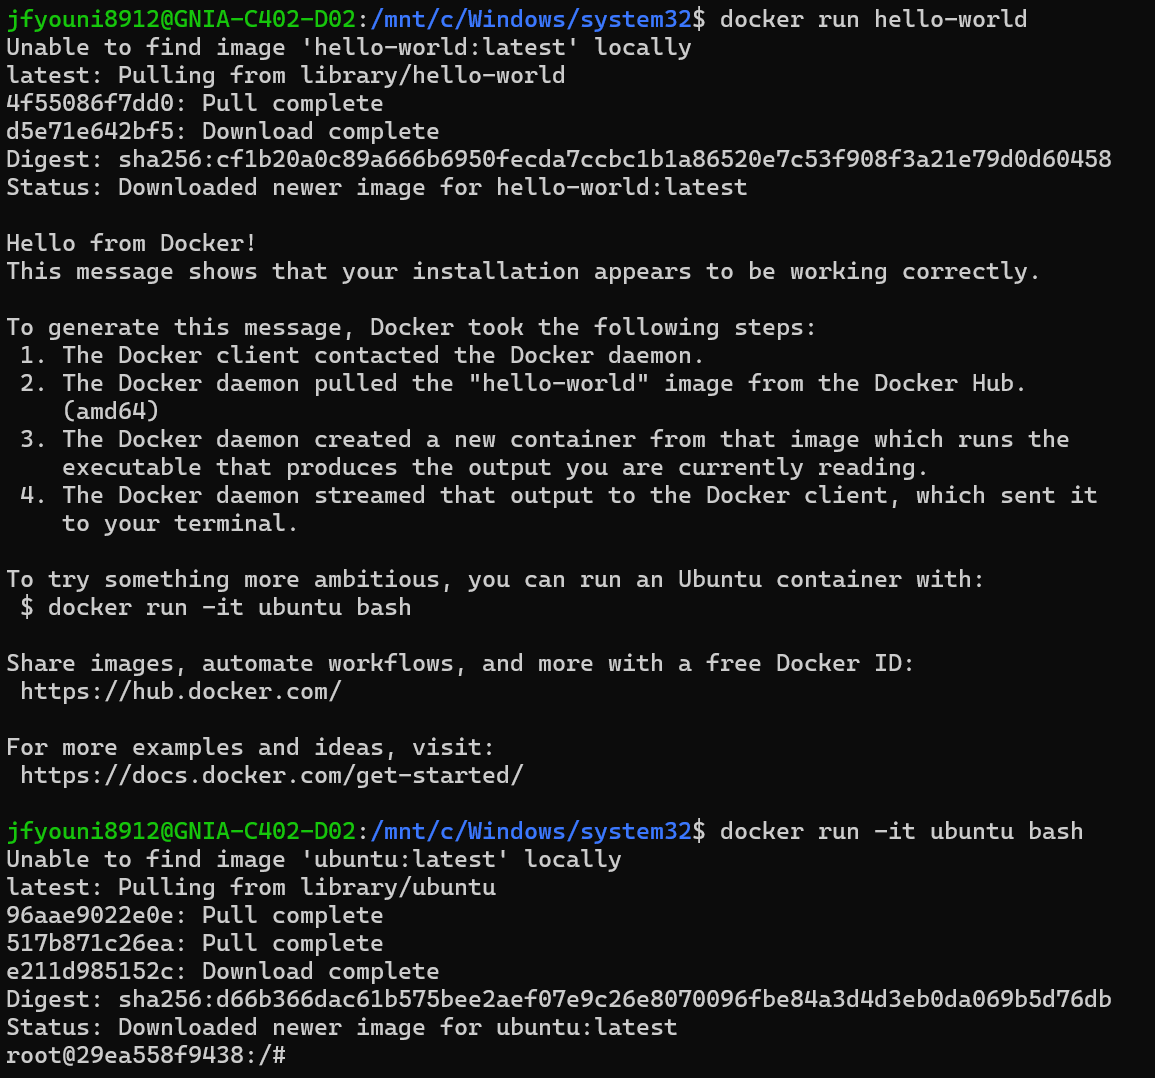 jfyouni8912@GNIA-C402-D02:/mnt/c/Windows/system32$ docker run hello-world
Unable to find image 'hello-world:latest' locally
latest: Pulling from library/hello-world
4f55086f7dd0: Pull complete
d5e71e642bf5: Download complete
Digest: sha256:cf1b20a0c89a666b6950fecda7ccbc1b1a86520e7c53f908f3a21e79d0d60458
Status: Downloaded newer image for hello-world:latest

Hello from Docker!
This message shows that your installation appears to be working correctly.

To generate this message, Docker took the following steps:
 1. The Docker client contacted the Docker daemon.
 2. The Docker daemon pulled the "hello-world" image from the Docker Hub.
    (amd64)
 3. The Docker daemon created a new container from that image which runs the
    executable that produces the output you are currently reading.
 4. The Docker daemon streamed that output to the Docker client, which sent it
    to your terminal.

To try something more ambitious, you can run an Ubuntu container with:
 $ docker run -it ubuntu bash

Share images, automate workflows, and more with a free Docker ID:
 https://hub.docker.com/

For more examples and ideas, visit:
 https://docs.docker.com/get-started/

jfyouni8912@GNIA-C402-D02:/mnt/c/Windows/system32$ docker run -it ubuntu bash
Unable to find image 'ubuntu:latest' locally
latest: Pulling from library/ubuntu
96aae9022e0e: Pull complete
517b871c26ea: Pull complete
e211d985152c: Download complete
Digest: sha256:d66b366dac61b575bee2aef07e9c26e8070096fbe84a3d4d3eb0da069b5d76db
Status: Downloaded newer image for ubuntu:latest
root@29ea558f9438:/#